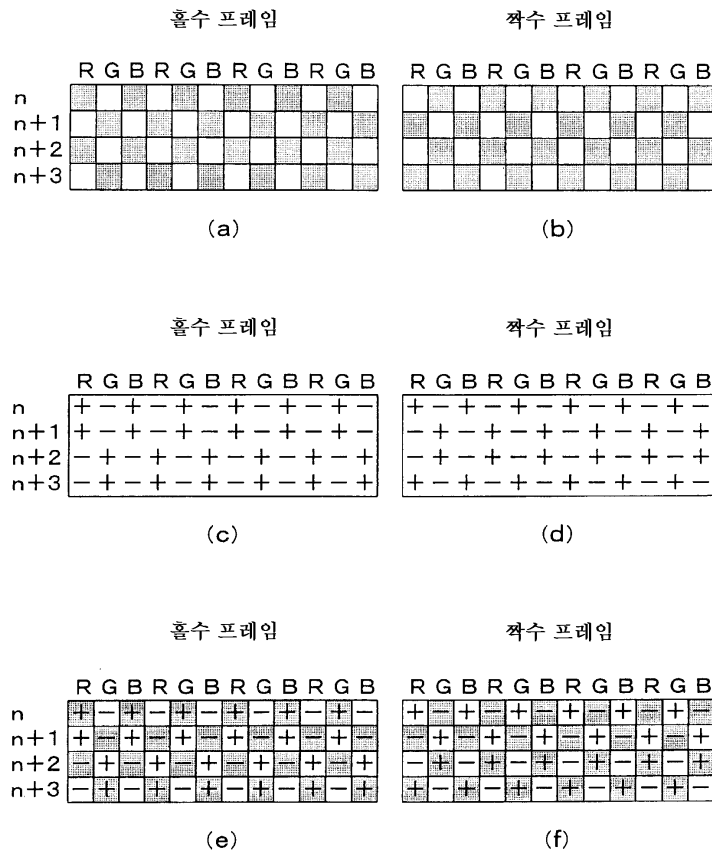 홀수 프레임 짝수 프레임
R G B R G B R G B R G B R G B R G B R G B R G B
n
n+1
n+2
n+3
(a) (b)
홀수 프레임 짝수 프레임
R G B R G B R G B R G B R G B R G B R G B R G B
n + − + − + − + − + − + − + − + − + − + − + − + −
n+1 + − + − + − + − + − + − − + − + − + − + − + − +
n+2 − + − + − + − + − + − + − + − + − + − + − + − +
n+3 − + − + − + − + − + − + + − + − + − + − + − + −
(c) (d)
홀수 프레임 짝수 프레임
R G B R G B R G B R G B R G B R G B R G B R G B
n + − + − + − + − + − + − + − + − + − + − + − + −
n+1 + − + − + − + − + − + − − + − + − + − + − + − +
n+2 − + − + − + − + − + − + − + − + − + − + − + − +
n+3 − + − + − + − + − + − + + − + − + − + − + − + −
(e) (f)